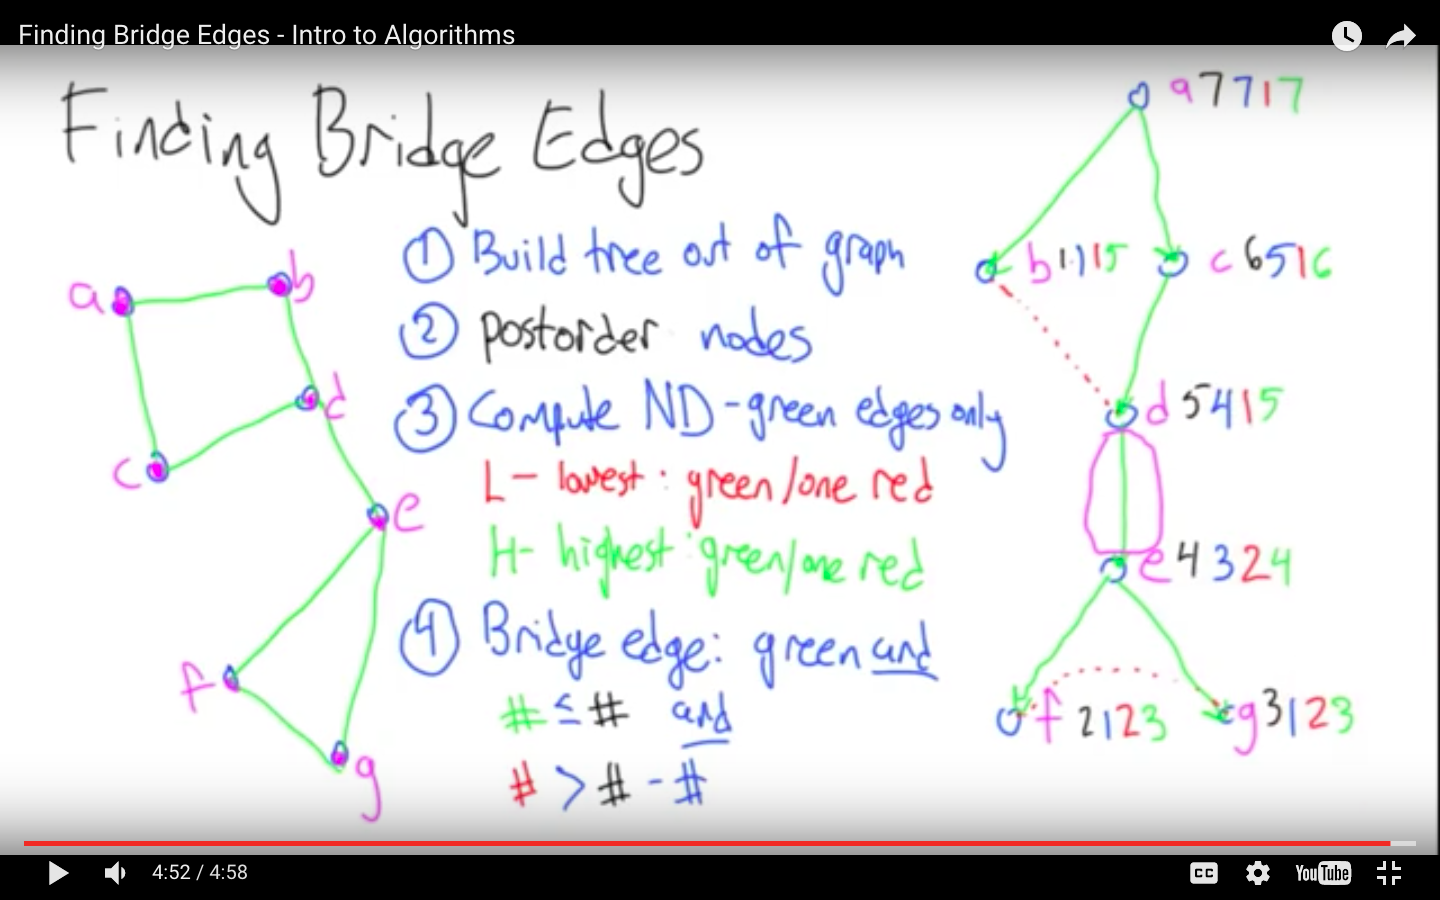 Finding Bridge Edges - Intro to Algorithms
Finding Bridge Edges
a
b
c
d
e
f
g
① Build tree out of graph
② postorder nodes
③ Compute ND-green edges only
L - lowest: green/one red
H- highest: green/one red
④ Bridge edge: green and
# ≤ # and
# > # - #
a 7 7 1 7
b 1 1 1 5
c 6 5 1 6
d 5 4 1 5
e 4 3 2 4
f 2 1 2 3
g 3 1 2 3
4:52 / 4:58
CC
YouTube